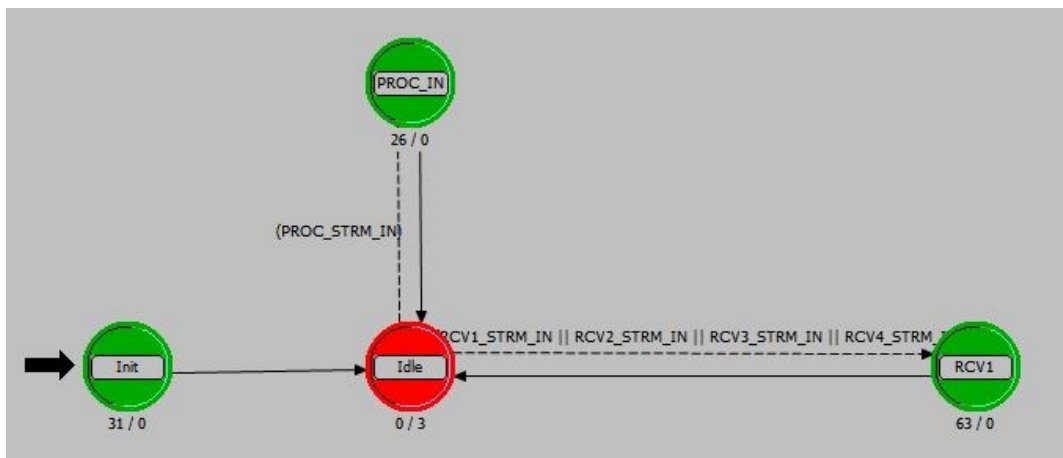 PROC_IN
26 / 0
(PROC_STRM_IN)
RCV1_STRM_IN || RCV2_STRM_IN || RCV3_STRM_IN || RCV4_STRM_
Init
Idle
RCV1
31 / 0
0 / 3
63 / 0